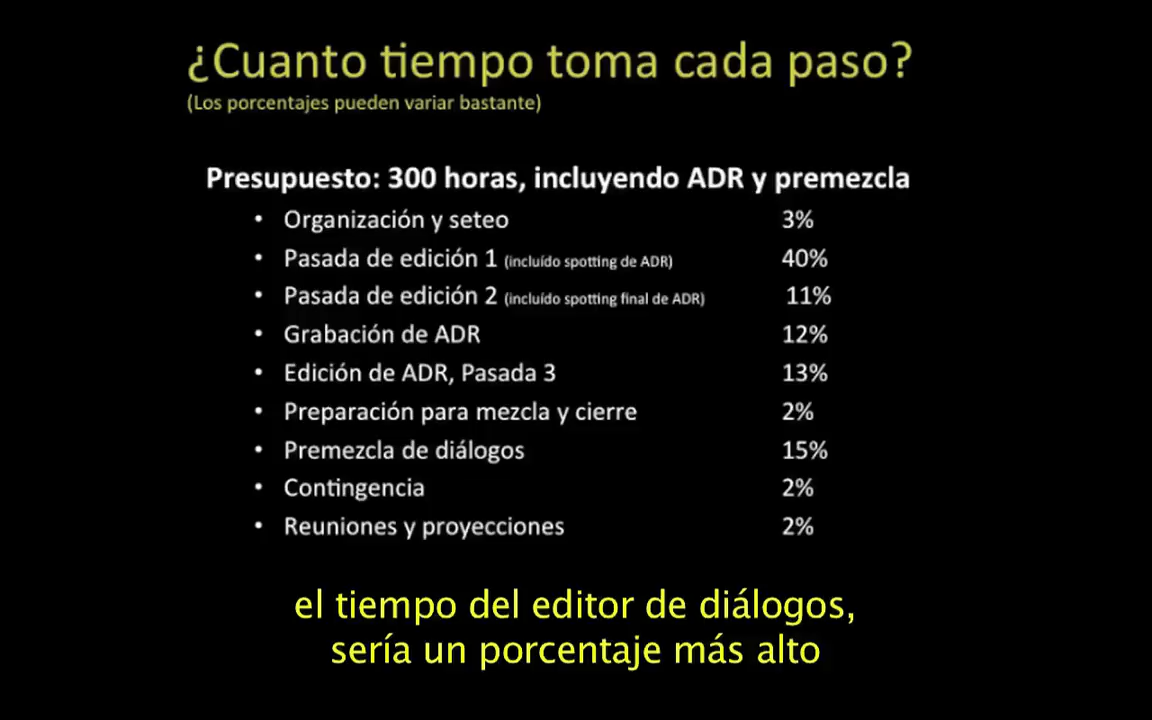 ¿Cuanto tiempo toma cada paso?
(Los porcentajes pueden variar bastante)
Presupuesto: 300 horas, incluyendo ADR y premezcla
• Organización y seteo 3%
• Pasada de edición 1 (incluído spotting de ADR) 40%
• Pasada de edición 2 (incluído spotting final de ADR) 11%
• Grabación de ADR 12%
• Edición de ADR, Pasada 3 13%
• Preparación para mezcla y cierre 2%
• Premezcla de diálogos 15%
• Contingencia 2%
• Reuniones y proyecciones 2%
el tiempo del editor de diálogos,
sería un porcentaje más alto